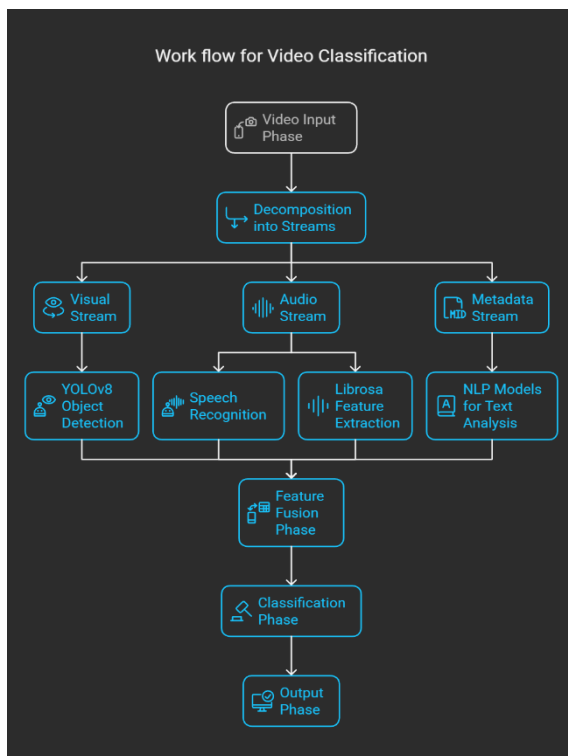 Work flow for Video Classification
Video Input
Phase
Decomposition
into Streams
Visual
Stream
Audio
Stream
MID
Metadata
Stream
YOLOv8
Object
Detection
Speech
Recognition
Librosa
Feature
Extraction
A
NLP Models
for Text
Analysis
Feature
Fusion
Phase
Classification
Phase
Output
Phase